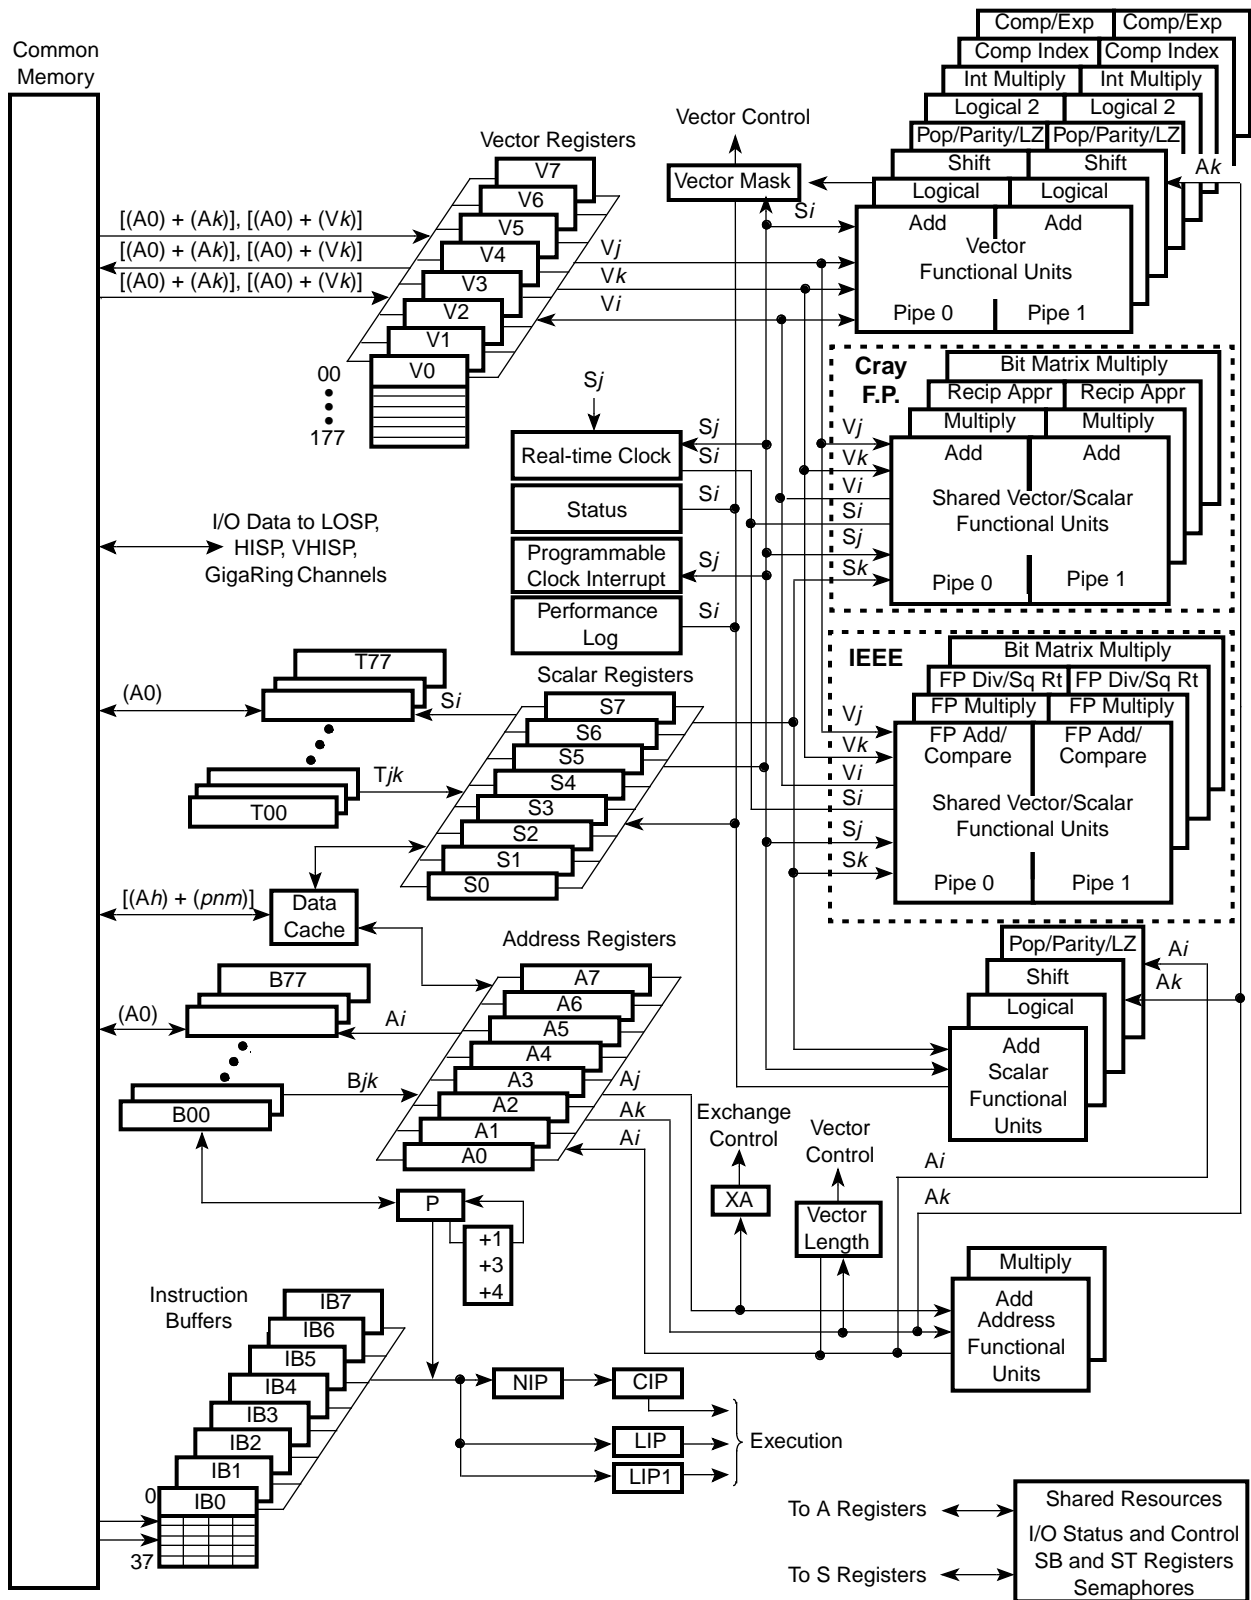 Common
Memory
Comp/Exp Comp/Exp
Comp Index Comp Index
Int Multiply Int Multiply
Logical 2 Logical 2
Pop/Parity/LZ Pop/Parity/LZ
Shift Shift
Logical Logical
Add Add
Vector
Functional Units
Pipe 0 Pipe 1
Ak
Vector Control
Vector Mask
Si
Vector Registers
V7
V6
V5
V4
V3
V2
V1
V0
00
177
[(A0) + (Ak)], [(A0) + (Vk)]
[(A0) + (Ak)], [(A0) + (Vk)]
[(A0) + (Ak)], [(A0) + (Vk)]
Vj
Vk
Vi
Cray
F.P.
Bit Matrix Multiply
Recip Appr Recip Appr
Multiply Multiply
Add Add
Shared Vector/Scalar
Functional Units
Pipe 0 Pipe 1
Vj
Vk
Vi
Si
Sj
Sk
Sj
Real-time Clock
Sj
Si
Status
Si
Programmable
Clock Interrupt
Sj
Performance
Log
Si
I/O Data to LOSP,
HISP, VHISP,
GigaRing Channels
IEEE
Bit Matrix Multiply
FP Div/Sq Rt FP Div/Sq Rt
FP Multiply FP Multiply
FP Add/ FP Add/
Compare Compare
Shared Vector/Scalar
Functional Units
Pipe 0 Pipe 1
Vj
Vk
Vi
Si
Sj
Sk
T77
(A0)
Si
Tjk
T00
Scalar Registers
S7
S6
S5
S4
S3
S2
S1
S0
[(Ah) + (pnm)]
Data
Cache
Address Registers
A7
A6
A5
A4
A3
A2
A1
A0
B77
(A0)
Ai
Bjk
B00
Aj
Ak
Ai
Pop/Parity/LZ
Shift
Logical
Add
Scalar
Functional
Units
Ai
Ak
Exchange
Control
XA
Vector
Control
Vector
Length
Ai
Ak
P
+1
+3
+4
Multiply
Add
Address
Functional
Units
Instruction
Buffers
IB7
IB6
IB5
IB4
IB3
IB2
IB1
IB0
0
37
NIP
CIP
LIP
LIP1
Execution
To A Registers
To S Registers
Shared Resources
I/O Status and Control
SB and ST Registers
Semaphores